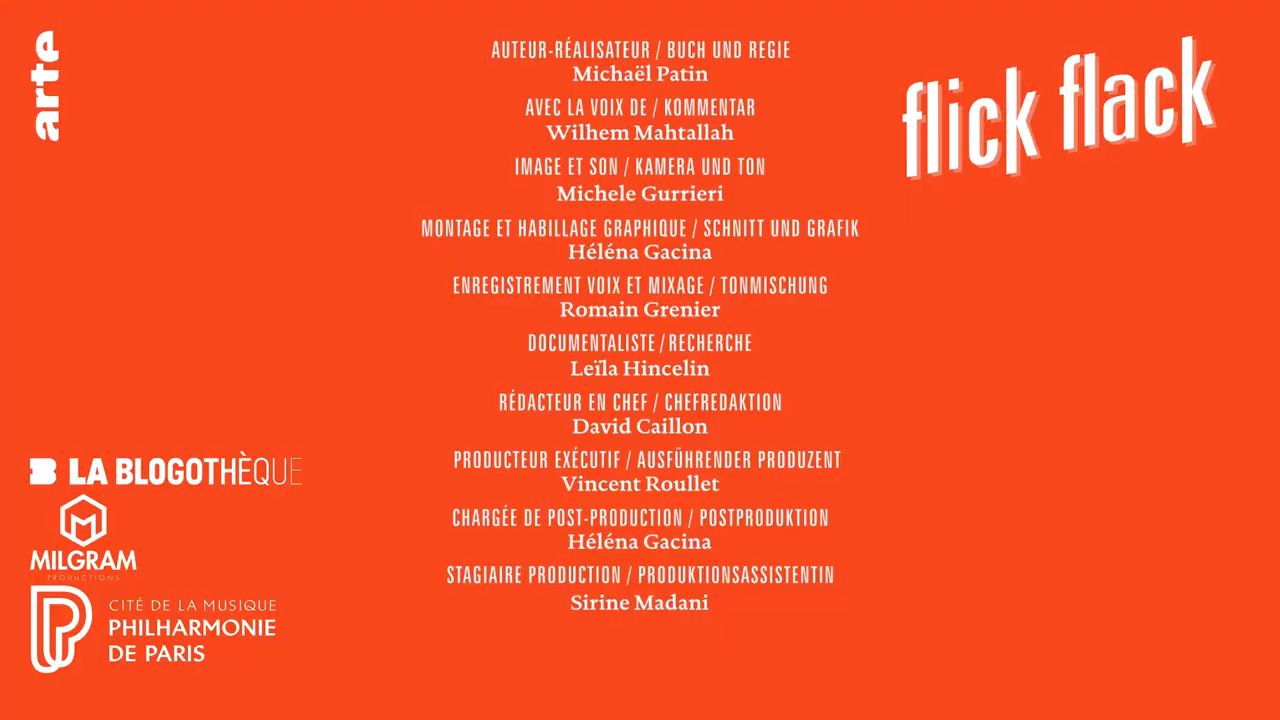 arte
AUTEUR-RÉALISATEUR / BUCH UND REGIE
Michaël Patin
AVEC LA VOIX DE / KOMMENTAR
Wilhem Mahtallah
IMAGE ET SON / KAMERA UND TON
Michele Gurrieri
MONTAGE ET HABILLAGE GRAPHIQUE / SCHNITT UND GRAFIK
Héléna Gacina
ENREGISTREMENT VOIX ET MIXAGE / TONMISCHUNG
Romain Grenier
DOCUMENTALISTE / RECHERCHE
Leïla Hincelin
RÉDACTEUR EN CHEF / CHEFREDAKTION
David Caillon
PRODUCTEUR EXÉCUTIF / AUSFÜHRENDER PRODUZENT
Vincent Roullet
CHARGÉE DE POST-PRODUCTION / POSTPRODUKTION
Héléna Gacina
STAGIAIRE PRODUCTION / PRODUKTIONSASSISTENTIN
Sirine Madani
flick flack
LA BLOGOTHÈQUE
MILGRAM
PRODUCTIONS
CITÉ DE LA MUSIQUE
PHILHARMONIE
DE PARIS